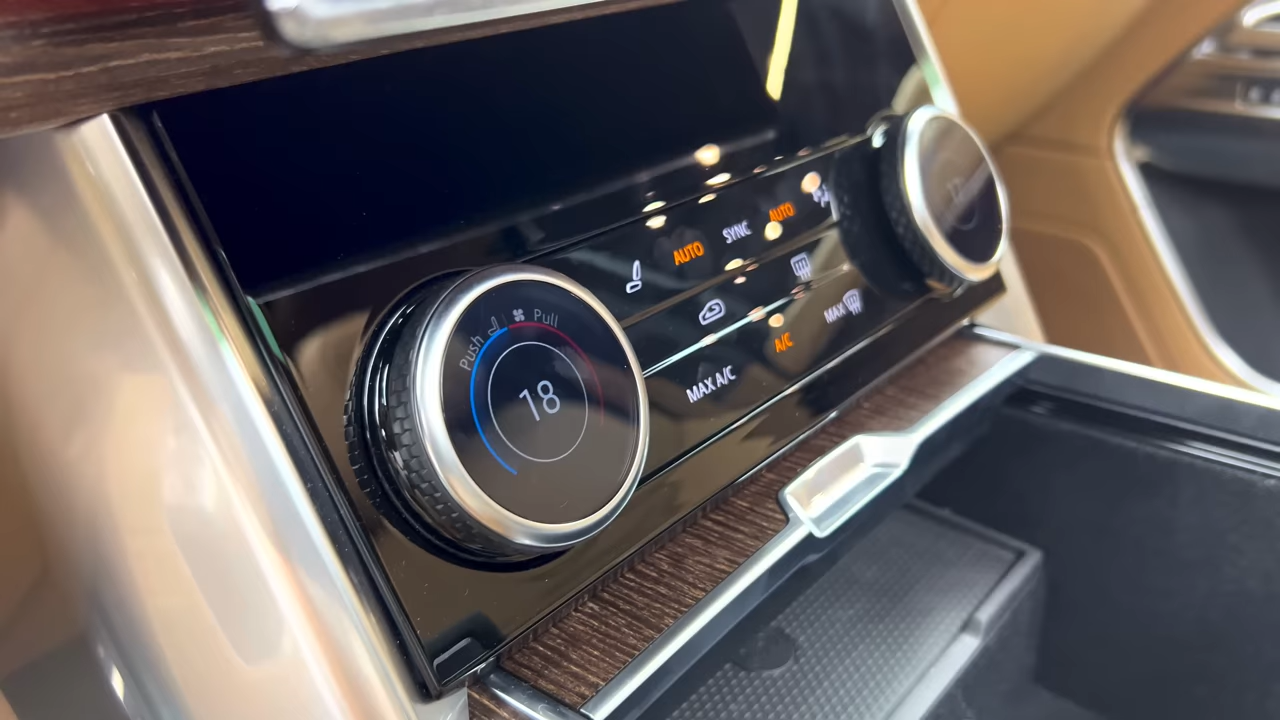 Push Pull
18
AUTO SYNC AUTO
MAX
A/C
MAX A/C